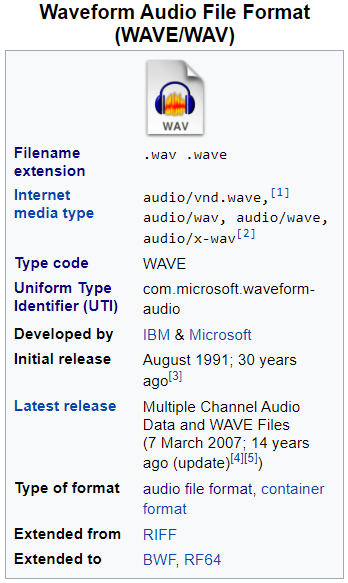 Waveform Audio File Format
(WAVE/WAV)
WAV
Filename extension .wav .wave
Internet media type audio/vnd.wave,[1]
audio/wav, audio/wave,
audio/x-wav[2]
Type code WAVE
Uniform Type Identifier (UTI) com.microsoft.waveform-
audio
Developed by IBM & Microsoft
Initial release August 1991; 30 years
ago[3]
Latest release Multiple Channel Audio
Data and WAVE Files
(7 March 2007; 14 years
ago (update)[4][5])
Type of format audio file format, container
format
Extended from RIFF
Extended to BWF, RF64